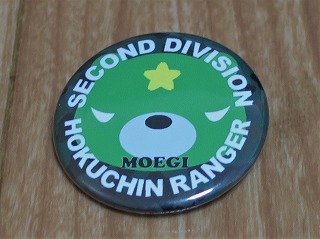 SECOND DIVISION
MOEGI
HOKUCHIN RANGER